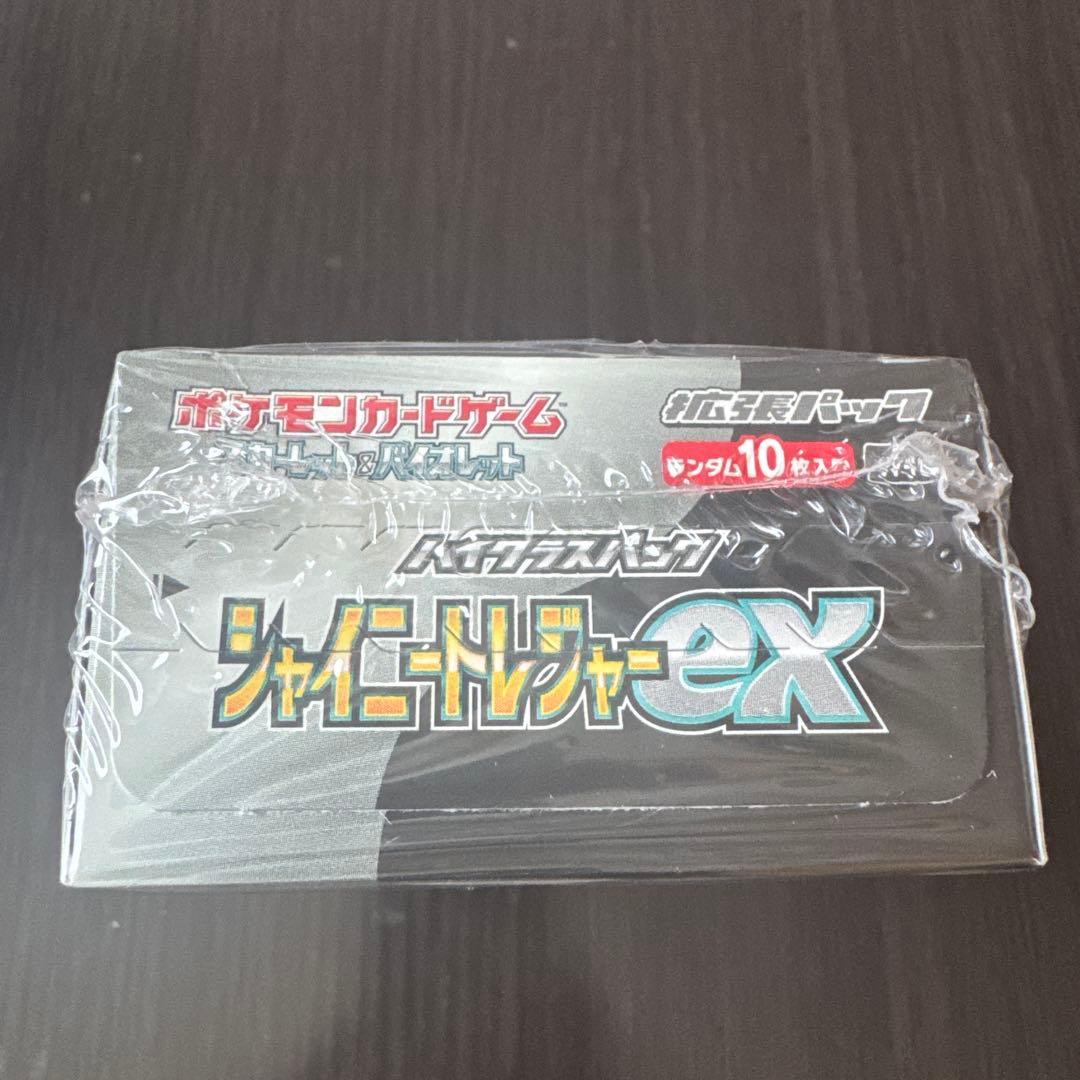 ポケモンカードゲーム™
スカーレット&バイオレット
拡張パック
ランダム10枚入り
ハイクラスパック
シャイニートレジャーex